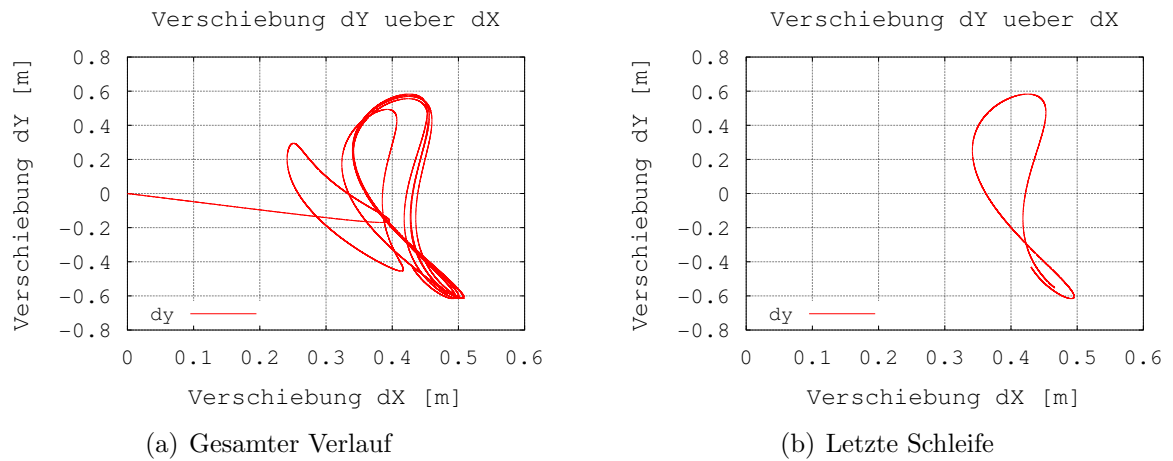 Verschiebung dY ueber dX
Verschiebung dY [m]
0.8
0.6
0.4
0.2
0
−0.2
−0.4
−0.6
−0.8
dy
0 0.1 0.2 0.3 0.4 0.5 0.6
Verschiebung dX [m]
(a) Gesamter Verlauf
Verschiebung dY ueber dX
Verschiebung dY [m]
0.8
0.6
0.4
0.2
0
−0.2
−0.4
−0.6
−0.8
dy
0 0.1 0.2 0.3 0.4 0.5 0.6
Verschiebung dX [m]
(b) Letzte Schleife